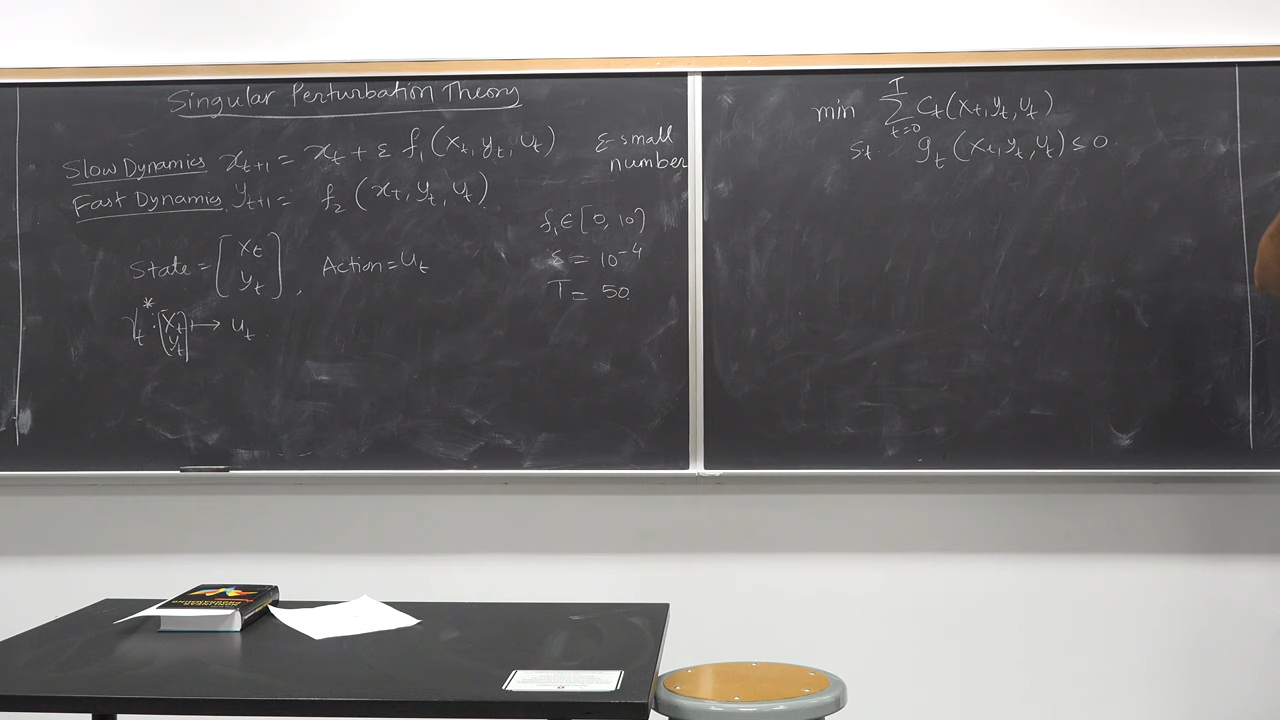 Singular Perturbation Theory
Slow Dynamics x_{t+1} = x_t + ε f_1 (x_t, y_t, u_t)
ε-small number
Fast Dynamics y_{t+1} = f_2 (x_t, y_t, u_t)
f_1 ∈ [0, 10]
State = [x_t y_t], Action = u_t
ε = 10^{-4}
T = 50
* [x_t y_t] ↦ u_t
min Σ_{t=0}^{T} C_t (x_t, y_t, u_t)
s.t. g_t (x_t, y_t, u_t) ≤ 0